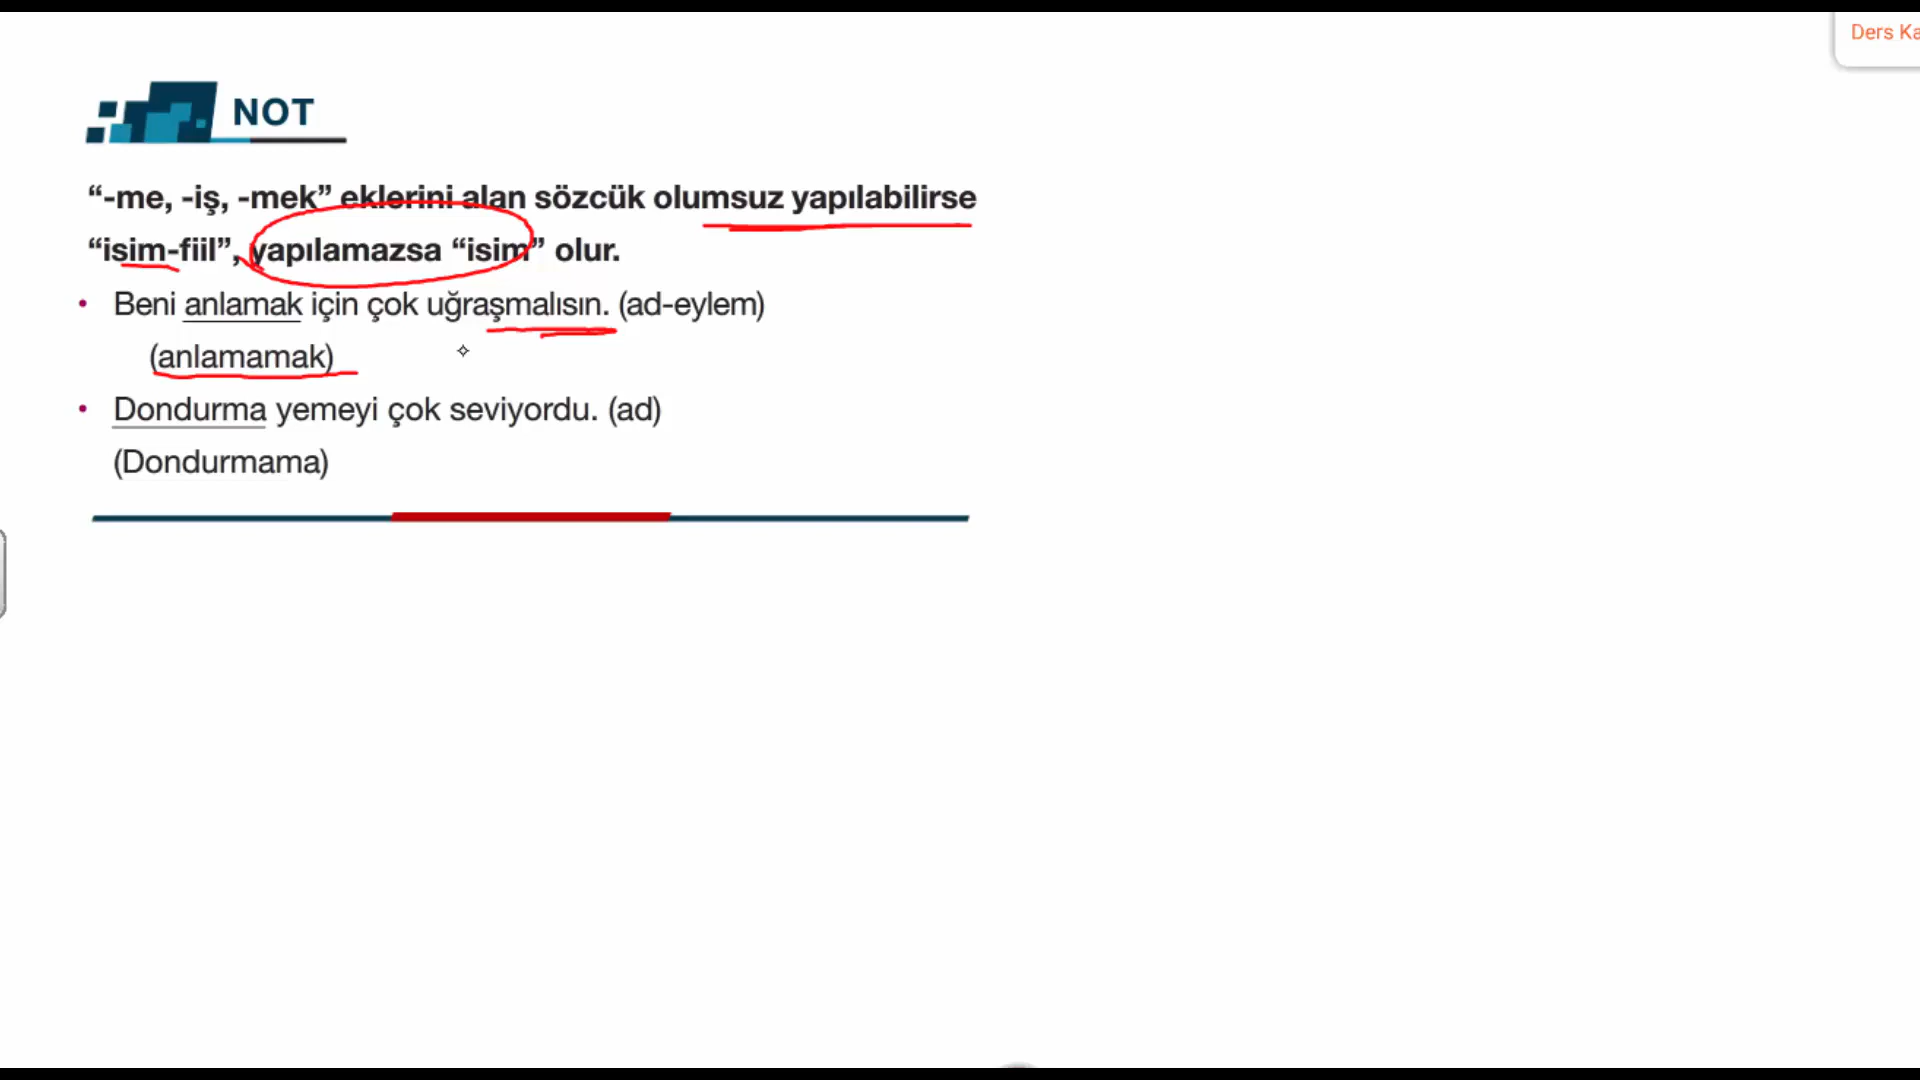 Ders Ka
NOT
“-me, -iş, -mek” eklerini alan sözcük olumsuz yapılabilirse
“isim-fiil”, yapılamazsa “isim” olur.
• Beni anlamak için çok uğraşmalısın. (ad-eylem)
(anlamamak)
• Dondurma yemeyi çok seviyordu. (ad)
(Dondurmama)